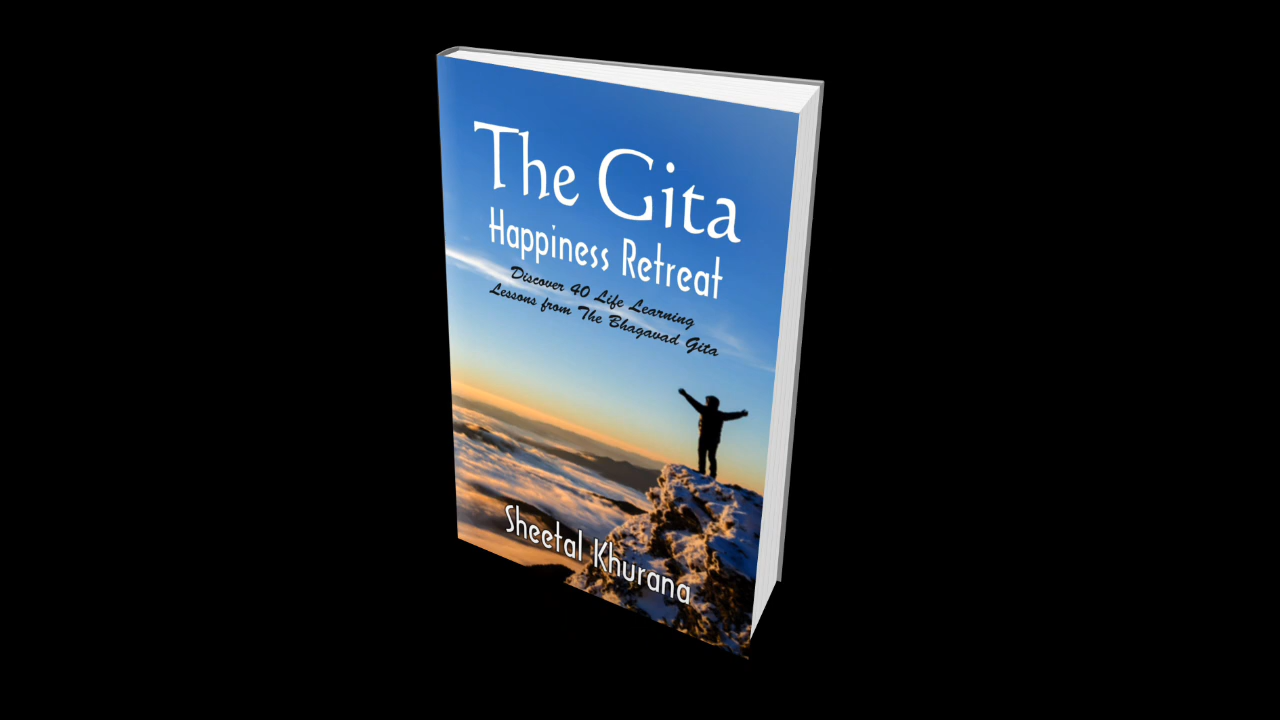 The Gita
Happiness Retreat
Discover 40 Life Learning
Lessons from The Bhagavad Gita
Sheetal Khurana